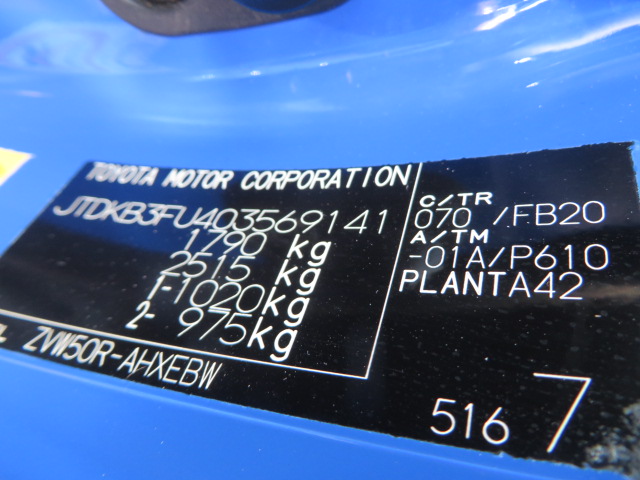 TOYOTA MOTOR CORPORATION
JTDKB3FU403569141
1790 kg
2515 kg
1-1020kg
2- 975kg
ZVW50R-AHXEBW
C/TR
070 /FB20
A/TM
-01A/P610
PLANTA42
516 7